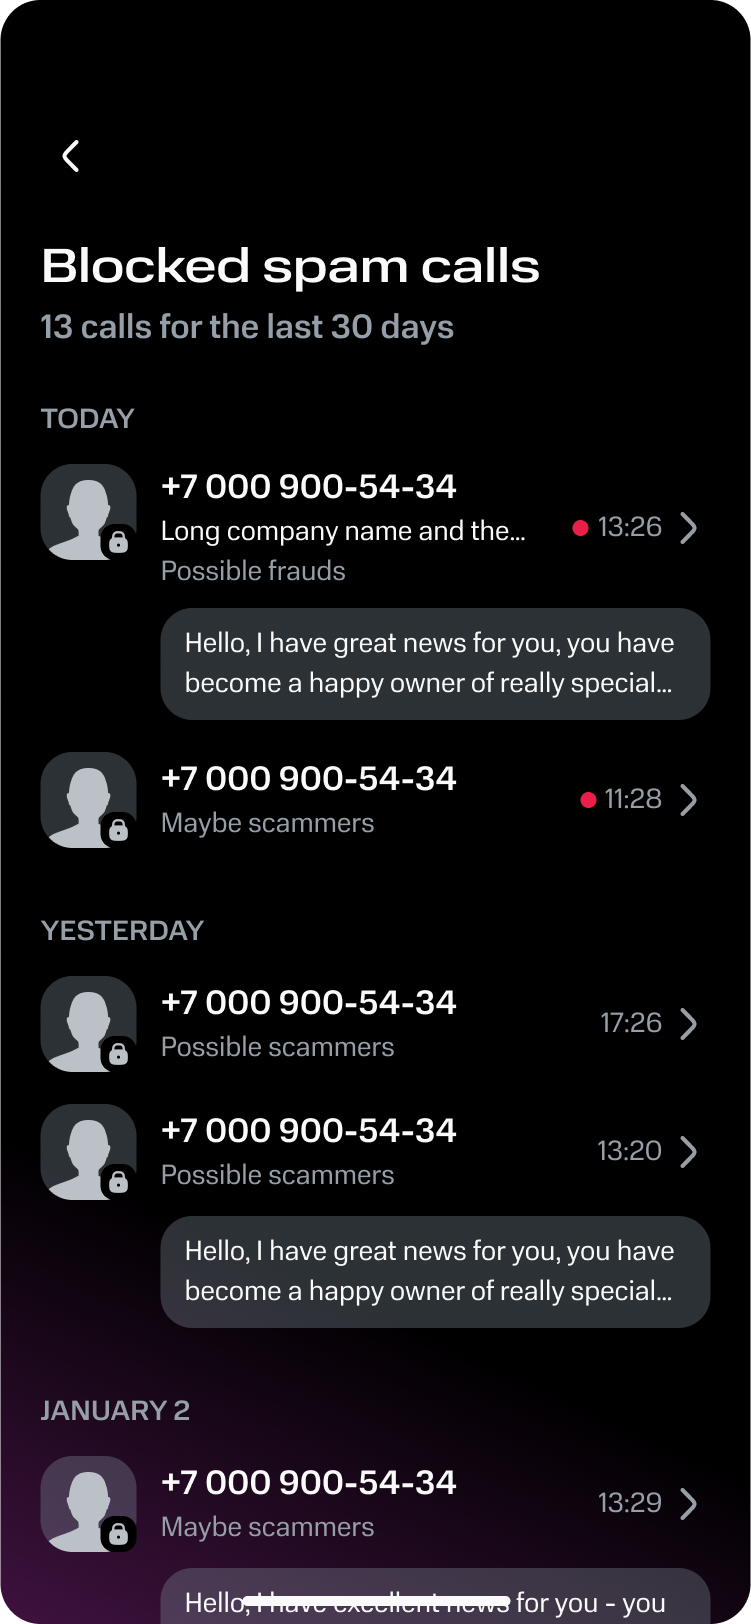 Blocked spam calls
13 calls for the last 30 days
TODAY
+7 000 900-54-34
Long company name and the...
Possible frauds
13:26
Hello, I have great news for you, you have
become a happy owner of really special...
+7 000 900-54-34
Maybe scammers
11:28
YESTERDAY
+7 000 900-54-34
Possible scammers
17:26
+7 000 900-54-34
Possible scammers
13:20
Hello, I have great news for you, you have
become a happy owner of really special...
JANUARY 2
+7 000 900-54-34
Maybe scammers
13:29
Hello, I have excellent news for you - you